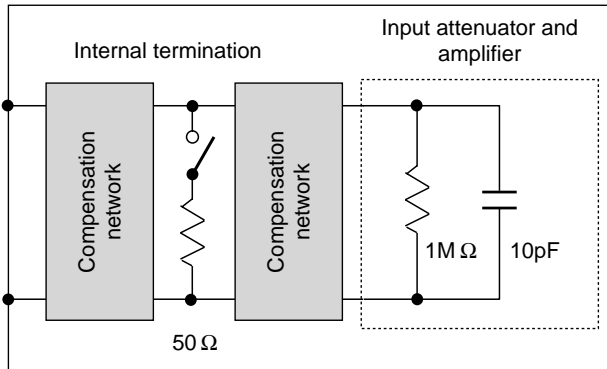 Input attenuator and
amplifier
Internal termination
Compensation
network
Compensation
network
1M Ω
10pF
50 Ω